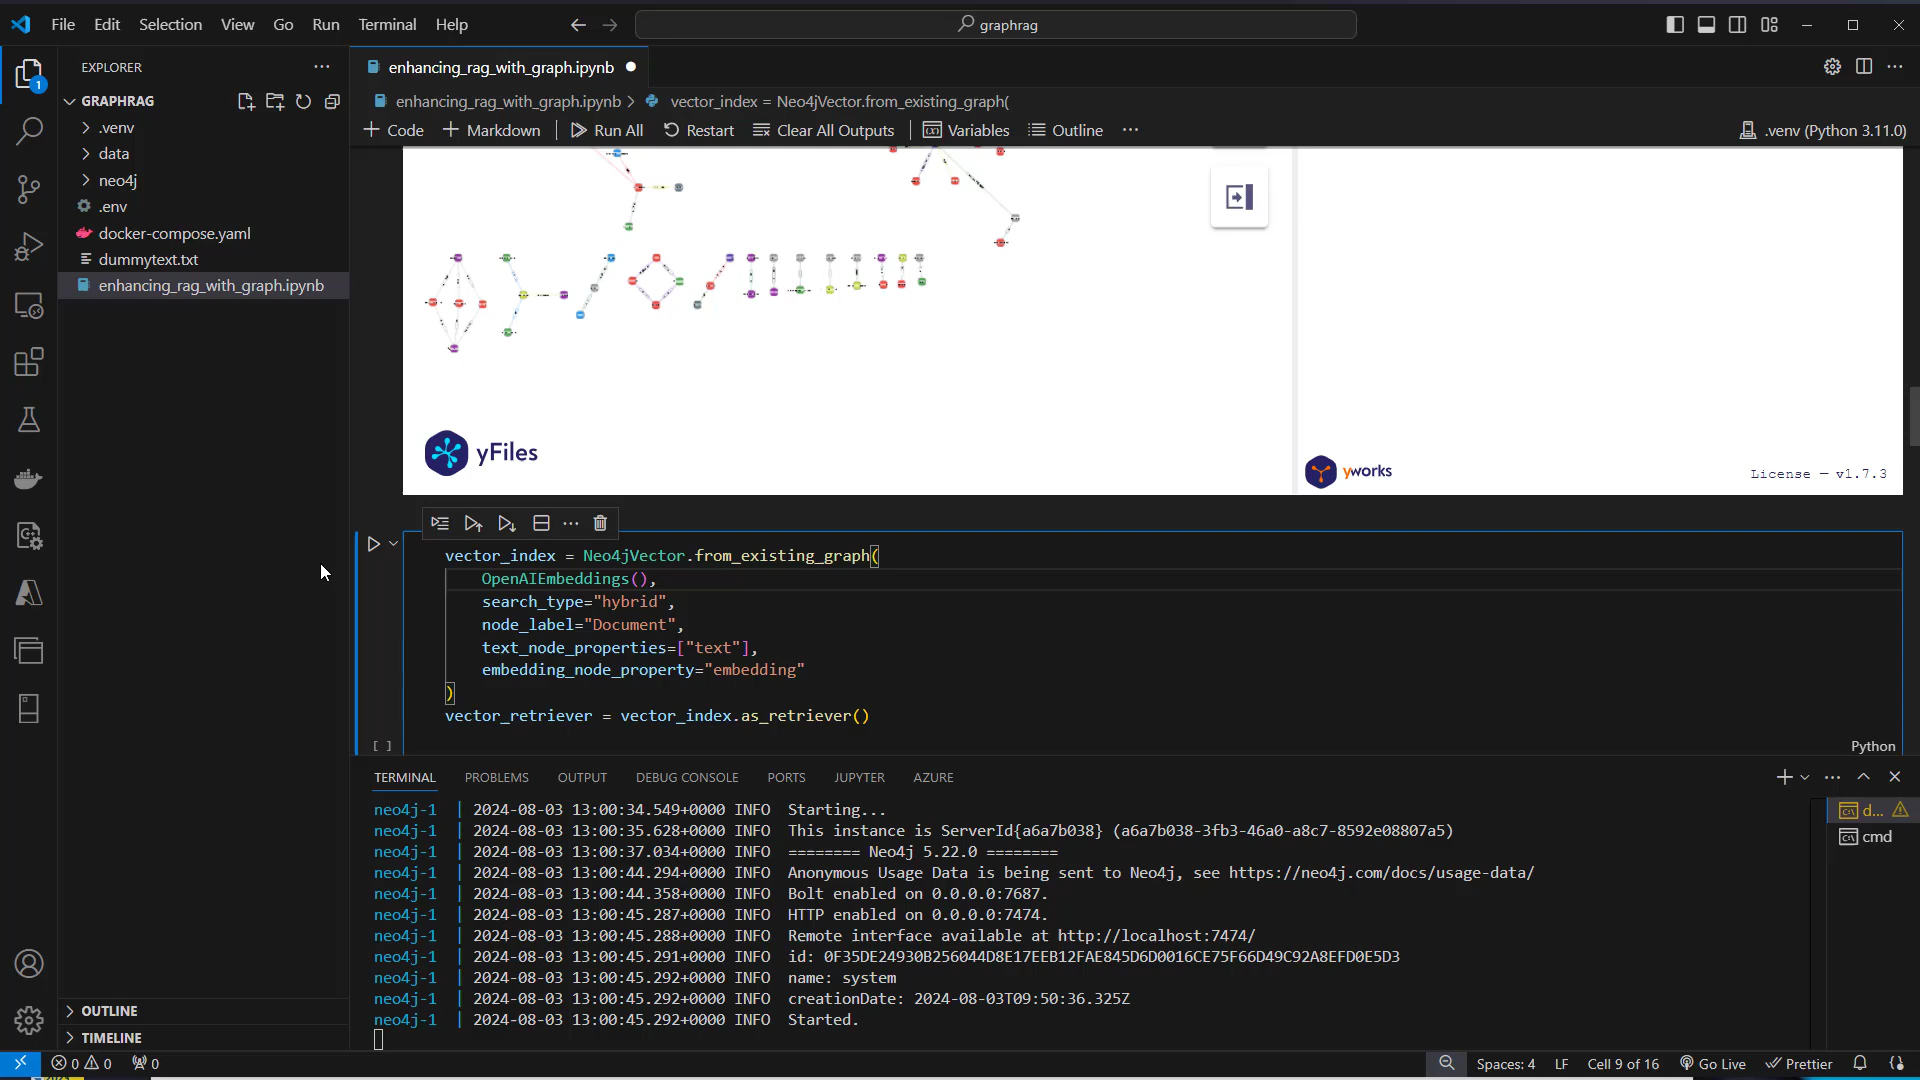 File Edit Selection View Go Run Terminal Help
graphrag
EXPLORER
GRAPHRAG
.venv
data
neo4j
.env
docker-compose.yaml
dummytext.txt
enhancing_rag_with_graph.ipynb
OUTLINE
TIMELINE
1
enhancing_rag_with_graph.ipynb
enhancing_rag_with_graph.ipynb > vector_index = Neo4jVector.from_existing_graph(
Code Markdown Run All Restart Clear All Outputs Variables Outline ... .venv (Python 3.11.0)
yFiles
yworks
License — v1.7.3
vector_index = Neo4jVector.from_existing_graph(
OpenAIEmbeddings(),
search_type="hybrid",
node_label="Document",
text_node_properties=["text"],
embedding_node_property="embedding"
)
vector_retriever = vector_index.as_retriever()
[ ]
Python
TERMINAL PROBLEMS OUTPUT DEBUG CONSOLE PORTS JUPYTER AZURE
neo4j-1 | 2024-08-03 13:00:34.549+0000 INFO Starting...
neo4j-1 | 2024-08-03 13:00:35.628+0000 INFO This instance is ServerId{a6a7b038} (a6a7b038-3fb3-46a0-a8c7-8592e08807a5)
neo4j-1 | 2024-08-03 13:00:37.034+0000 INFO ======== Neo4j 5.22.0 ========
neo4j-1 | 2024-08-03 13:00:44.294+0000 INFO Anonymous Usage Data is being sent to Neo4j, see https://neo4j.com/docs/usage-data/
neo4j-1 | 2024-08-03 13:00:44.358+0000 INFO Bolt enabled on 0.0.0.0:7687.
neo4j-1 | 2024-08-03 13:00:45.287+0000 INFO HTTP enabled on 0.0.0.0:7474.
neo4j-1 | 2024-08-03 13:00:45.288+0000 INFO Remote interface available at http://localhost:7474/
neo4j-1 | 2024-08-03 13:00:45.291+0000 INFO id: 0F35DE24930B256044D8E17EEB12FAE845D6D0016CE75F66D49C92A8EFD0E5D3
neo4j-1 | 2024-08-03 13:00:45.292+0000 INFO name: system
neo4j-1 | 2024-08-03 13:00:45.292+0000 INFO creationDate: 2024-08-03T09:50:36.325Z
neo4j-1 | 2024-08-03 13:00:45.292+0000 INFO Started.
d...
cmd
0 0 0
Spaces: 4 LF Cell 9 of 16 Go Live Prettier